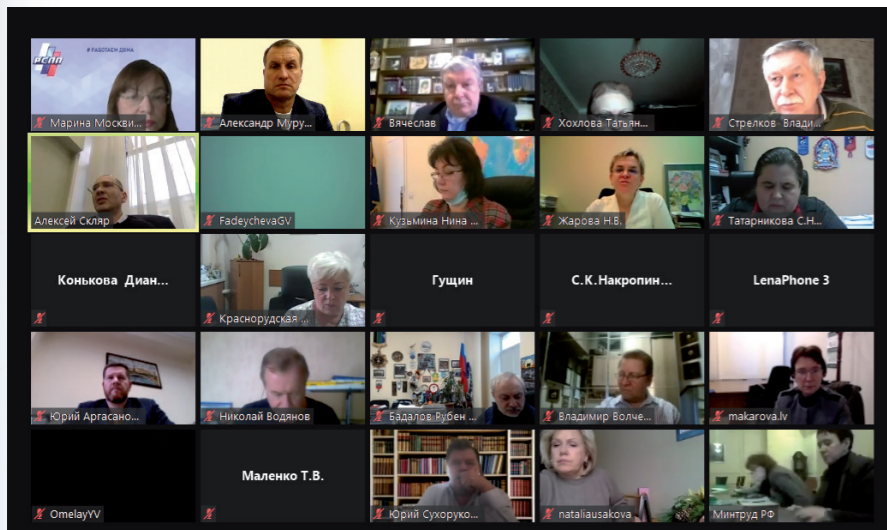 РСПП
# РАБОТАЕМ ДОМА
Марина Москви...
Александр Муру...
Вячеслав
Хохлова Татьян...
Стрелков Влади...
Алексей Скляр
FadeychevaGV
Кузьмина Нина ...
Жарова Н.В.
Татарникова С.Н...
Конькова Диан...
Краснорудская ...
Гущин
С.К.Накропин...
LenaPhone 3
Юрий Аргасано...
Николай Водянов
Бадалов Рубен ...
Владимир Волче...
makarova.lv
OmelayYV
Маленко Т.В.
Юрий Сухоруко...
nataliausakova
Минтруд РФ